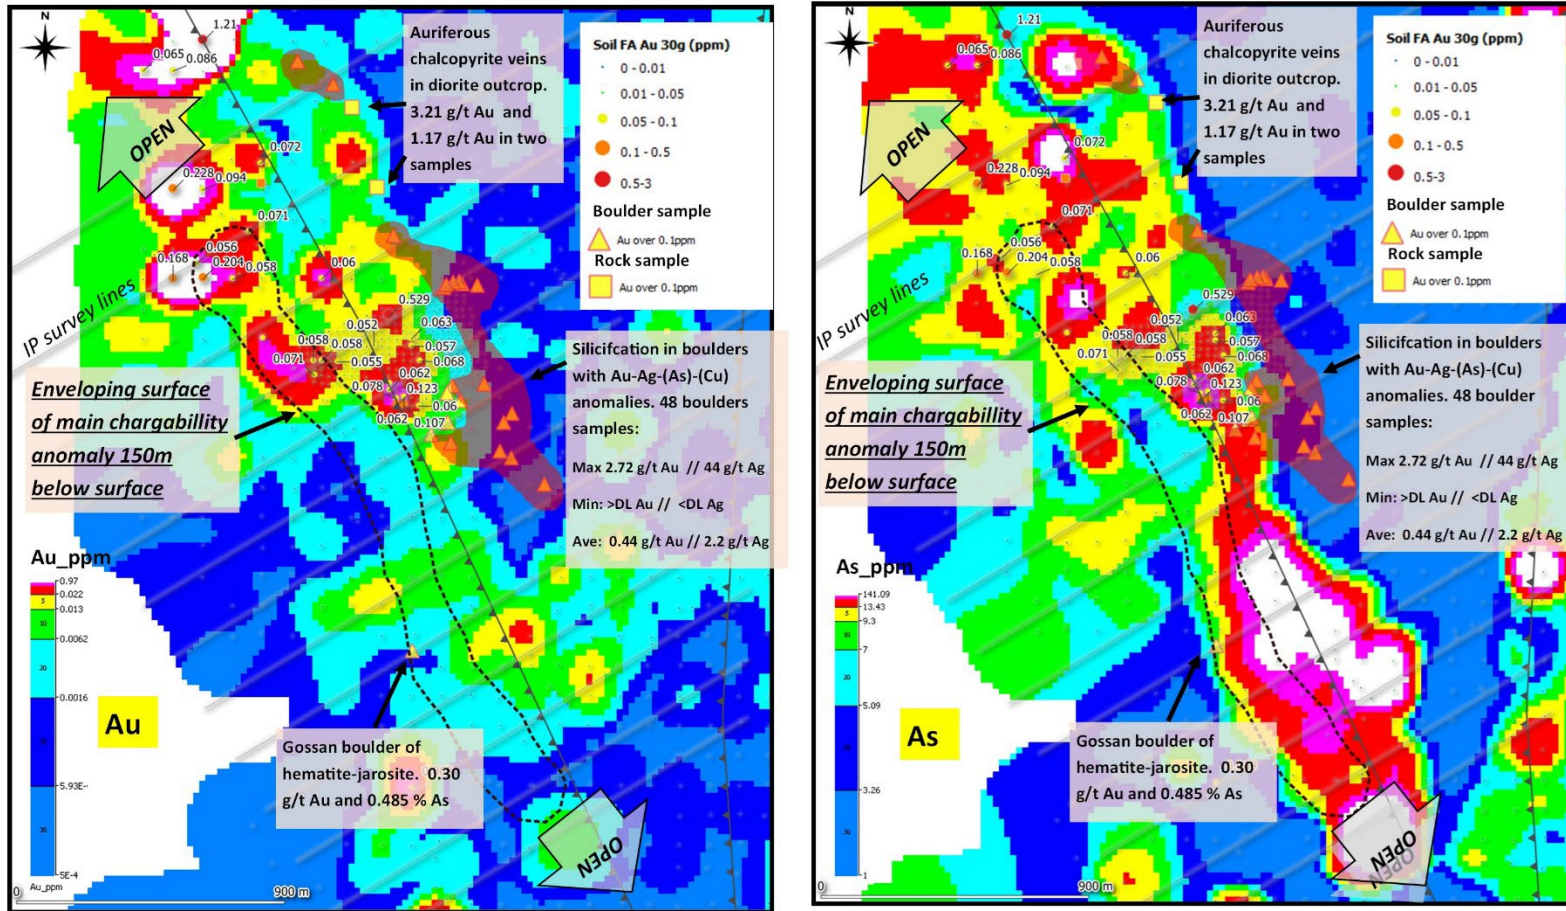 N
1.21
0.065
0.086
OPEN
0.072
0.228
0.094
0.071
0.056
0.168
0.204
0.058
0.06
IP survey lines
0.529
0.052
0.063
0.058
0.058
0.057
0.071
0.055
0.068
0.062
0.078
0.123
0.06
0.062
0.107
Auriferous
chalcopyrite veins
in diorite outcrop.
3.21 g/t Au and
1.17 g/t Au in two
samples
Soil FA Au 30g (ppm)
0 - 0.01
0.01 - 0.05
0.05 - 0.1
0.1 - 0.5
0.5-3
Boulder sample
Au over 0.1ppm
Rock sample
Au over 0.1ppm
Silicifcation in boulders
with Au-Ag-(As)-(Cu)
anomalies. 48 boulders
samples:
Max 2.72 g/t Au // 44 g/t Ag
Min: >DL Au // <DL Ag
Ave: 0.44 g/t Au // 2.2 g/t Ag
Enveloping surface
of main chargabillity
anomaly 150m
below surface
Au_ppm
0.97
0.022
5
0.013
10
0.0062
20
0.0016
5.93E-
30
5E-4
Au_ppm
Au
Gossan boulder of
hematite-jarosite. 0.30
g/t Au and 0.485 % As
OPEN
0
900 m
N
1.21
0.065
0.086
OPEN
0.072
0.228
0.094
0.071
0.056
0.168
0.204
0.058
0.06
IP survey lines
0.529
0.052
0.063
0.058
0.058
0.057
0.071
0.055
0.068
0.062
0.078
0.123
0.06
0.062
0.107
Auriferous
chalcopyrite veins
in diorite outcrop.
3.21 g/t Au and
1.17 g/t Au in two
samples
Soil FA Au 30g (ppm)
0 - 0.01
0.01 - 0.05
0.05 - 0.1
0.1 - 0.5
0.5-3
Boulder sample
Au over 0.1ppm
Rock sample
Au over 0.1ppm
Silicifcation in boulders
with Au-Ag-(As)-(Cu)
anomalies. 48 boulder
samples:
Max 2.72 g/t Au // 44 g/t Ag
Min: >DL Au // <DL Ag
Ave: 0.44 g/t Au // 2.2 g/t Ag
Enveloping surface
of main chargabillity
anomaly 150m
below surface
As_ppm
141.09
13.43
5
9.3
10
7
20
5.09
3.26
30
1
As
Gossan boulder of
hematite-jarosite. 0.30
g/t Au and 0.485 % As
OPEN
OPEN
0
900 m